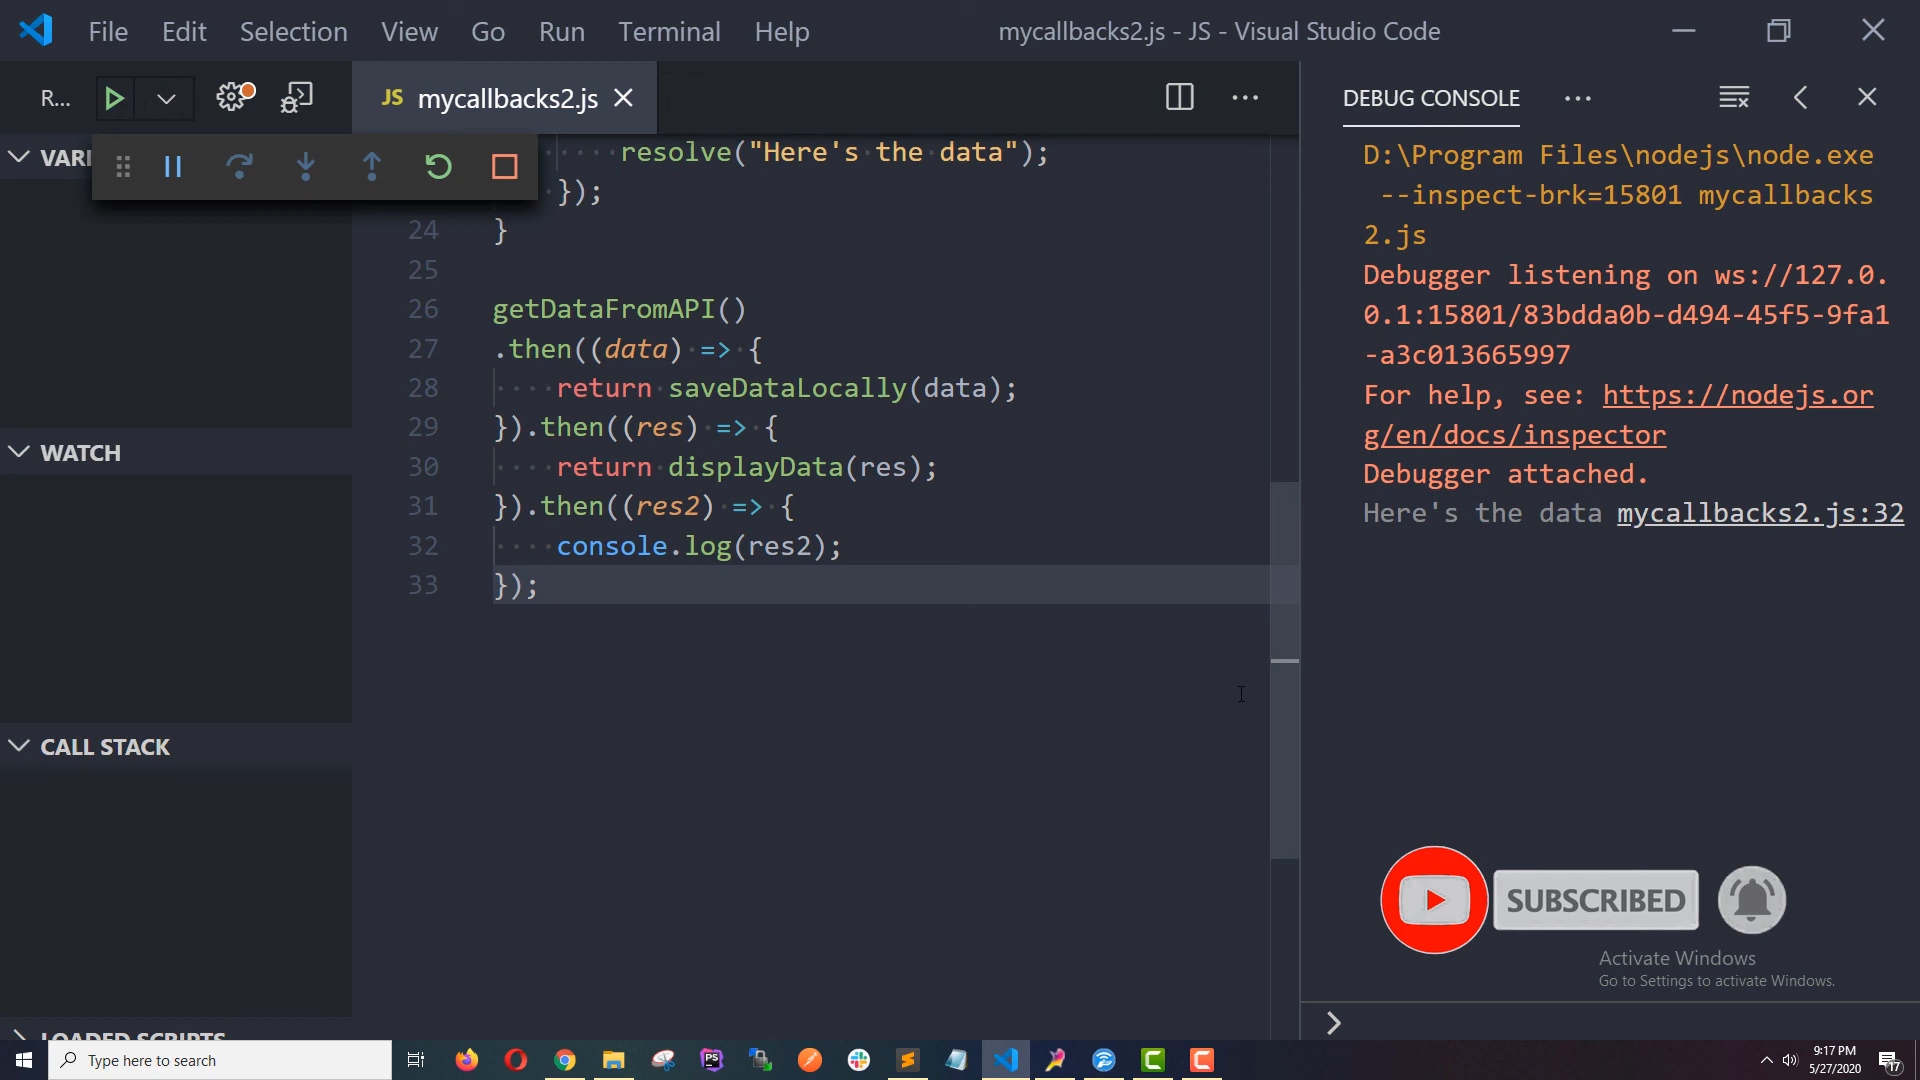 File Edit Selection View Go Run Terminal Help
mycallbacks2.js - JS - Visual Studio Code
R...
JS mycallbacks2.js
DEBUG CONSOLE
VARI
resolve("Here's the data");
});
24 }
25
26 getDataFromAPI()
27 .then((data) => {
28 return saveDataLocally(data);
29 }).then((res) => {
30 return displayData(res);
31 }).then((res2) => {
32 console.log(res2);
33 });
WATCH
CALL STACK
LOADED SCRIPTS
D:\Program Files\nodejs\node.exe
--inspect-brk=15801 mycallbacks
2.js
Debugger listening on ws://127.0.
0.1:15801/83bdda0b-d494-45f5-9fa1
-a3c013665997
For help, see: https://nodejs.or
g/en/docs/inspector
Debugger attached.
Here's the data mycallbacks2.js:32
SUBSCRIBED
Activate Windows
Go to Settings to activate Windows.
Type here to search
PS
9:17 PM
5/27/2020
17